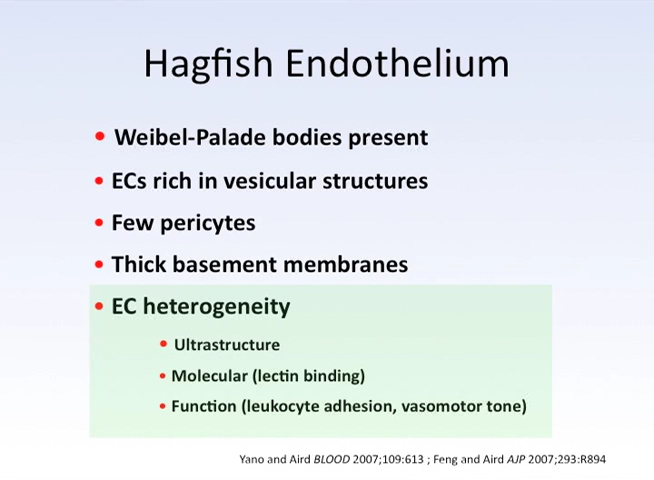 Hagfish Endothelium
• Weibel-Palade bodies present
• ECs rich in vesicular structures
• Few pericytes
• Thick basement membranes
• EC heterogeneity
• Ultrastructure
• Molecular (lectin binding)
• Function (leukocyte adhesion, vasomotor tone)
Yano and Aird BLOOD 2007;109:613 ; Feng and Aird AJP 2007;293:R894